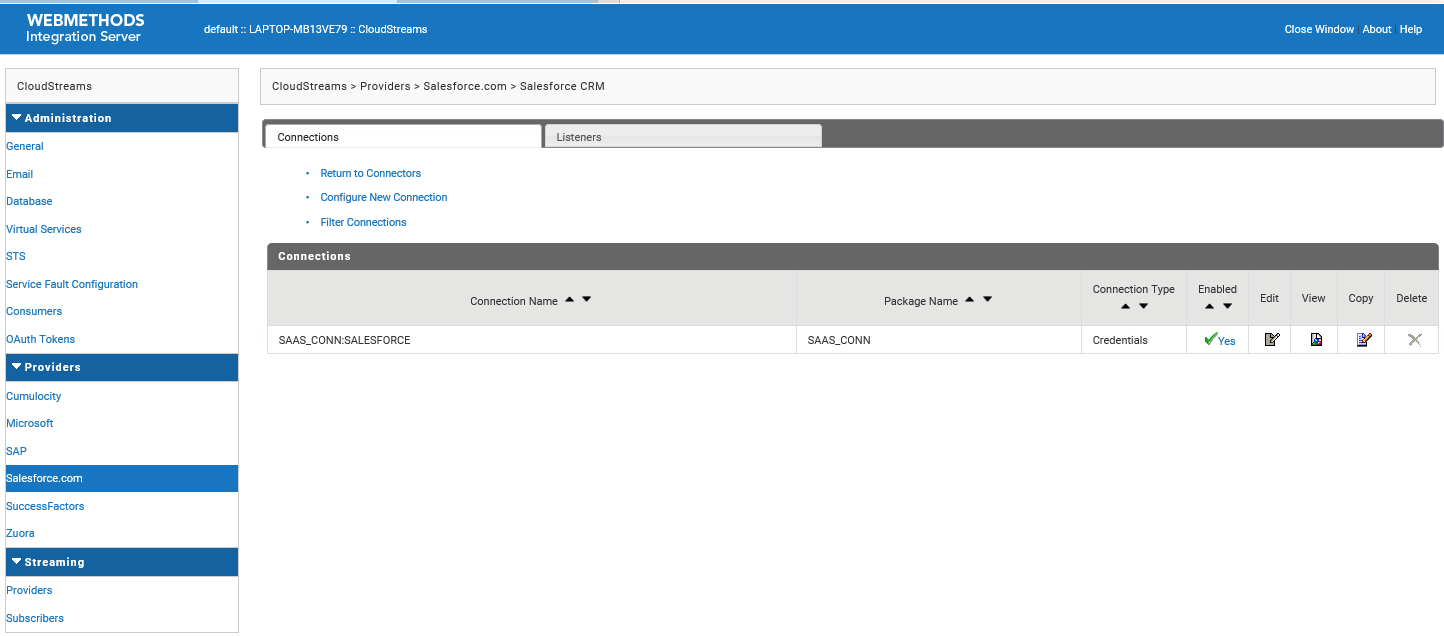 WEBMETHODS
Integration Server
default :: LAPTOP-MB13VE79 :: CloudStreams
Close Window | About | Help
CloudStreams
Administration
General
Email
Database
Virtual Services
STS
Service Fault Configuration
Consumers
OAuth Tokens
Providers
Cumulocity
Microsoft
SAP
Salesforce.com
SuccessFactors
Zuora
Streaming
Providers
Subscribers
CloudStreams > Providers > Salesforce.com > Salesforce CRM
Connections Listeners
• Return to Connectors
• Configure New Connection
• Filter Connections
Connections
Connection Name Package Name Connection Type Enabled Edit View Copy Delete
SAAS_CONN:SALESFORCE SAAS_CONN Credentials Yes